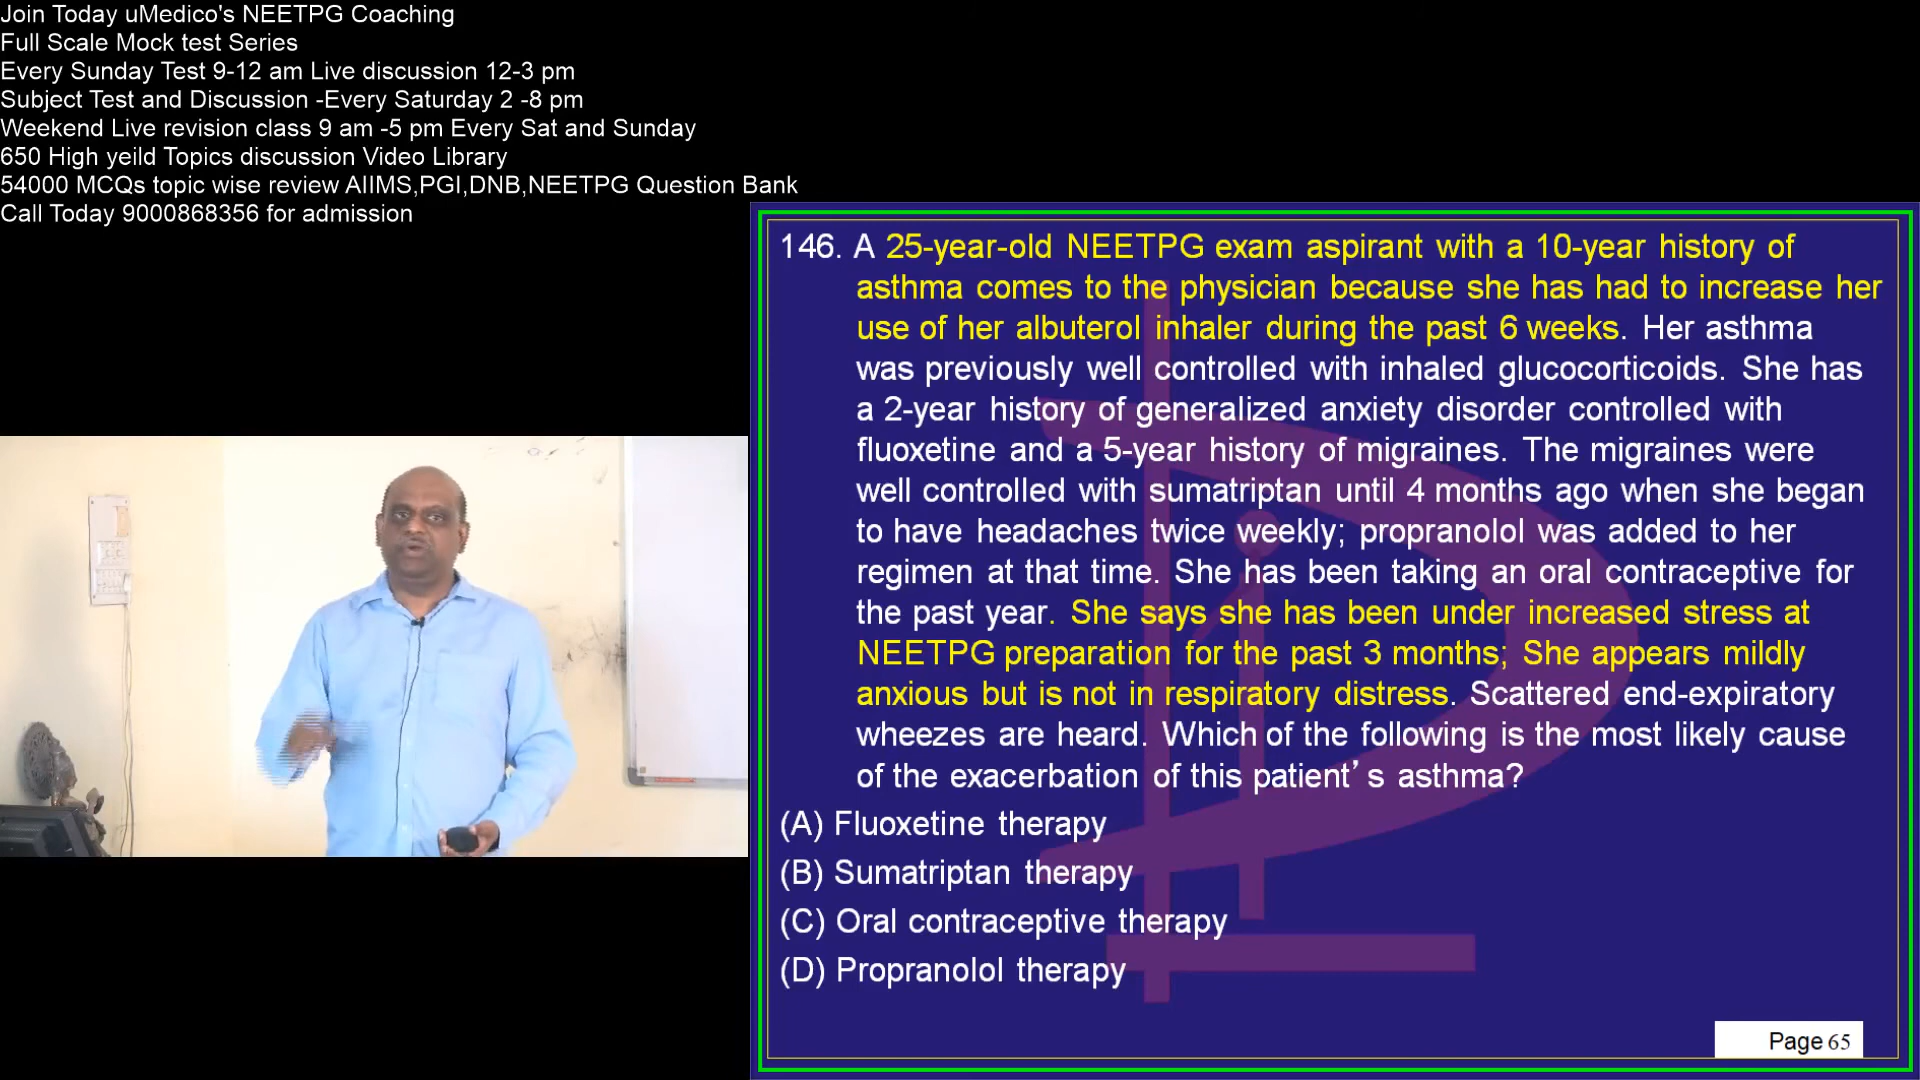 Join Today uMedico's NEETPG Coaching
Full Scale Mock test Series
Every Sunday Test 9-12 am Live discussion 12-3 pm
Subject Test and Discussion -Every Saturday 2 -8 pm
Weekend Live revision class 9 am -5 pm Every Sat and Sunday
650 High yeild Topics discussion Video Library
54000 MCQs topic wise review AIIMS,PGI,DNB,NEETPG Question Bank
Call Today 9000868356 for admission
146. A 25-year-old NEETPG exam aspirant with a 10-year history of
asthma comes to the physician because she has had to increase her
use of her albuterol inhaler during the past 6 weeks. Her asthma
was previously well controlled with inhaled glucocorticoids. She has
a 2-year history of generalized anxiety disorder controlled with
fluoxetine and a 5-year history of migraines. The migraines were
well controlled with sumatriptan until 4 months ago when she began
to have headaches twice weekly; propranolol was added to her
regimen at that time. She has been taking an oral contraceptive for
the past year. She says she has been under increased stress at
NEETPG preparation for the past 3 months; She appears mildly
anxious but is not in respiratory distress. Scattered end-expiratory
wheezes are heard. Which of the following is the most likely cause
of the exacerbation of this patient’s asthma?
(A) Fluoxetine therapy
(B) Sumatriptan therapy
(C) Oral contraceptive therapy
(D) Propranolol therapy
Page 65